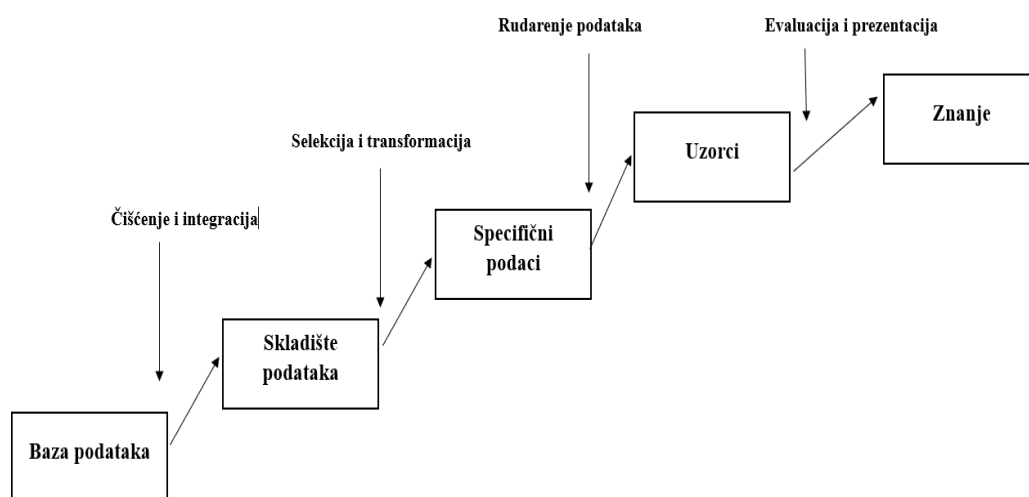 Rudarenje podataka
Evaluacija i prezentacija
Znanje
Uzorci
Selekcija i transformacija
Čišćenje i integracija
Specifični
podaci
Skladište
podataka
Baza podataka